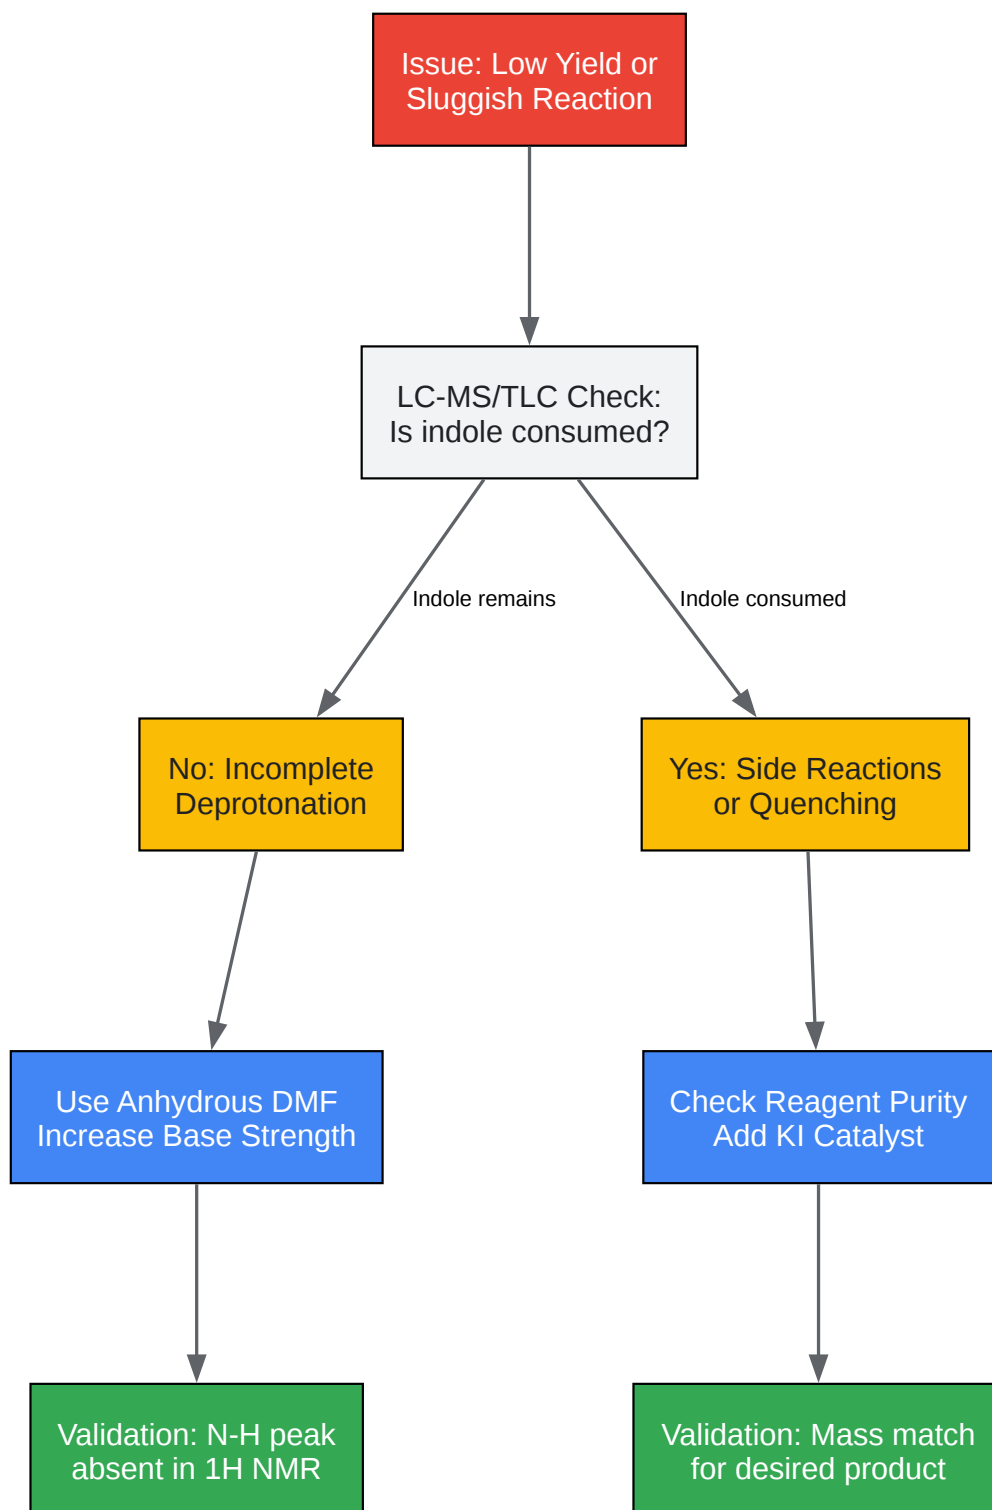 Issue: Low Yield or
Sluggish Reaction
LC-MS/TLC Check:
Is indole consumed?
Indole remains
Indole consumed
No: Incomplete
Deprotonation
Yes: Side Reactions
or Quenching
Use Anhydrous DMF
Increase Base Strength
Check Reagent Purity
Add KI Catalyst
Validation: N-H peak
absent in 1H NMR
Validation: Mass match
for desired product